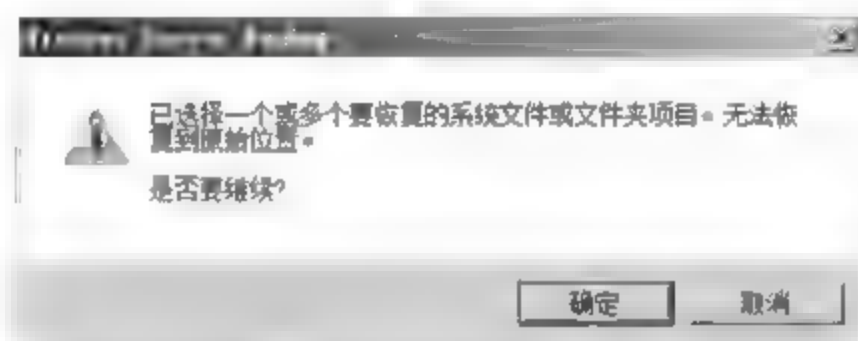 已选择一个或多个要恢复的系统文件或文件夹项目。无法恢
复到原始位置。
是否要继续?
确定
取消